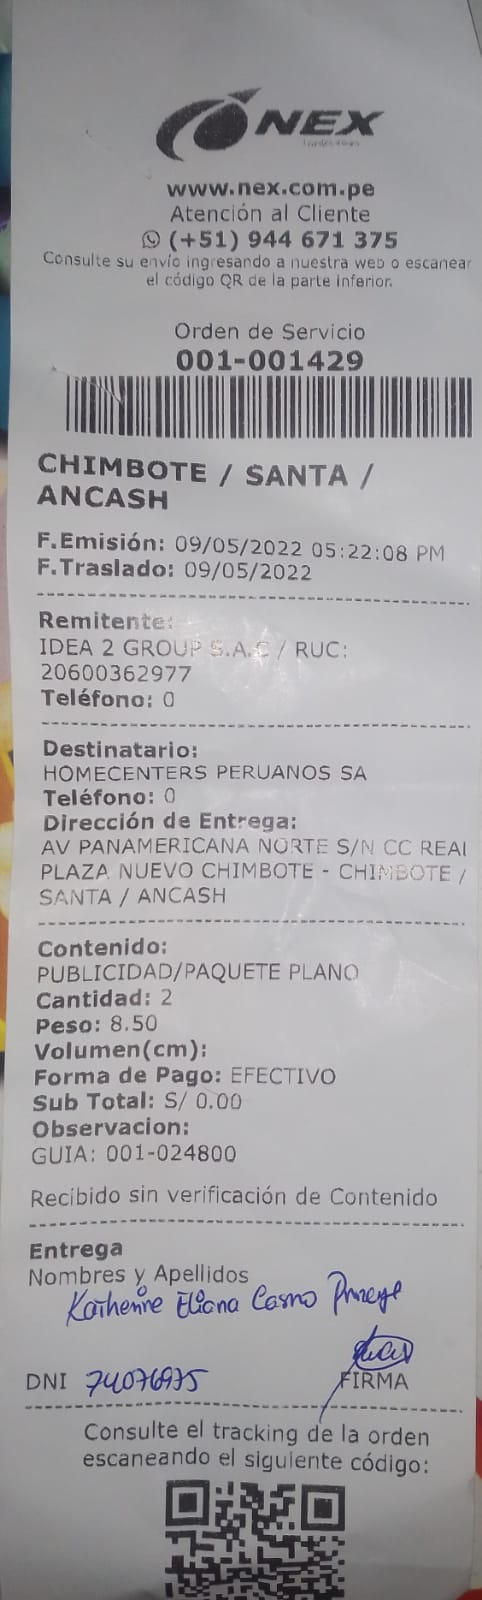 NEX
www.nex.com.pe
Atención al Cliente
(+51) 944 671 375
Consulte su envío ingresando a nuestra web o escanear
el código QR de la parte inferior.
Orden de Servicio
001-001429
CHIMBOTE / SANTA /
ANCASH
F.Emisión: 09/05/2022 05:22:08 PM
F.Traslado: 09/05/2022
Remitente:
IDEA 2 GROUP S.A.C / RUC:
20600362977
Teléfono: 0
Destinatario:
HOMECENTERS PERUANOS SA
Teléfono: 0
Dirección de Entrega:
AV PANAMERICANA NORTE S/N CC REAL
PLAZA NUEVO CHIMBOTE - CHIMBOTE /
SANTA / ANCASH
Contenido:
PUBLICIDAD/PAQUETE PLANO
Cantidad: 2
Peso: 8.50
Volumen(cm):
Forma de Pago: EFECTIVO
Sub Total: S/ 0.00
Observacion:
GUIA: 001-024800
Recibido sin verificación de Contenido
Entrega
Nombres y Apellidos
Katherine Eliana
DNI 74076975
FIRMA
Consulte el tracking de la orden
escaneando el siguiente código: